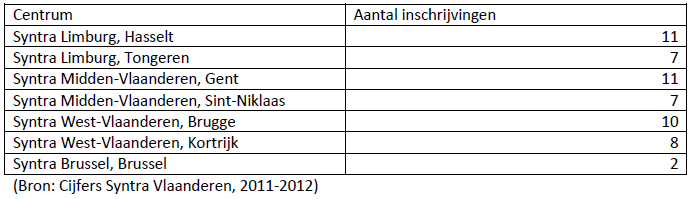 Centrum Aantal inschrijvingen
Syntra Limburg, Hasselt 11
Syntra Limburg, Tongeren 7
Syntra Midden-Vlaanderen, Gent 11
Syntra Midden-Vlaanderen, Sint-Niklaas 7
Syntra West-Vlaanderen, Brugge 10
Syntra West-Vlaanderen, Kortrijk 8
Syntra Brussel, Brussel 2
(Bron: Cijfers Syntra Vlaanderen, 2011-2012)